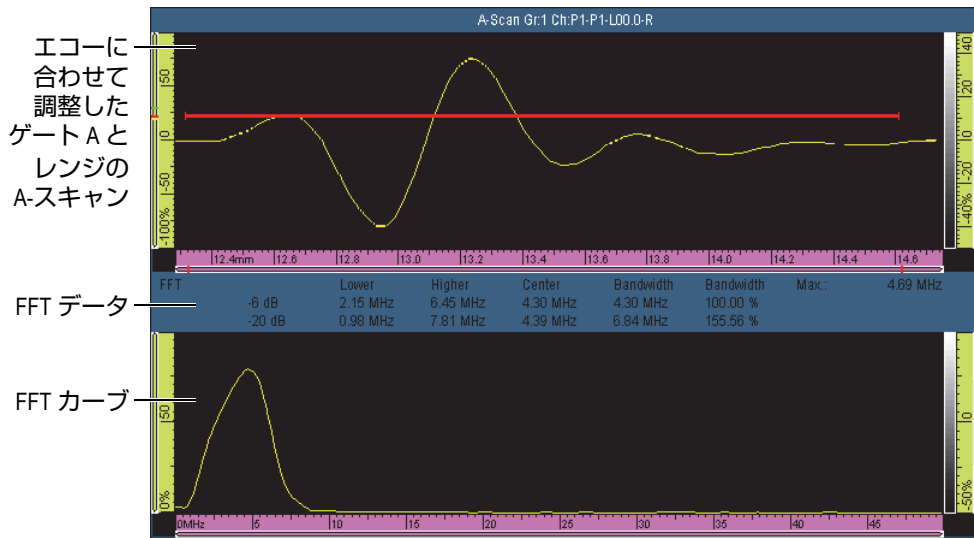 A-Scan Gr:1 Ch:P1-P1-L00.0-R
エコーに
合わせて
調整した
ゲート A と
レンジの
A-スキャン
|50
0
|-50
-100%
|40
|20
0
|-20
|-40%
|12.4mm |12.6 |12.8 |13.0 |13.2 |13.4 |13.6 |13.8 |14.0 |14.2 |14.4 |14.6
FFT データ
FFT Lower Higher Center Bandwidth Bandwidth Max.: 4.69 MHz
-6 dB 2.15 MHz 6.45 MHz 4.30 MHz 4.30 MHz 100.00 %
-20 dB 0.98 MHz 7.81 MHz 4.39 MHz 6.84 MHz 155.56 %
FFT カーブ
|50
0%
|0
-50%
0MHz |5 |10 |15 |20 |25 |30 |35 |40 |45